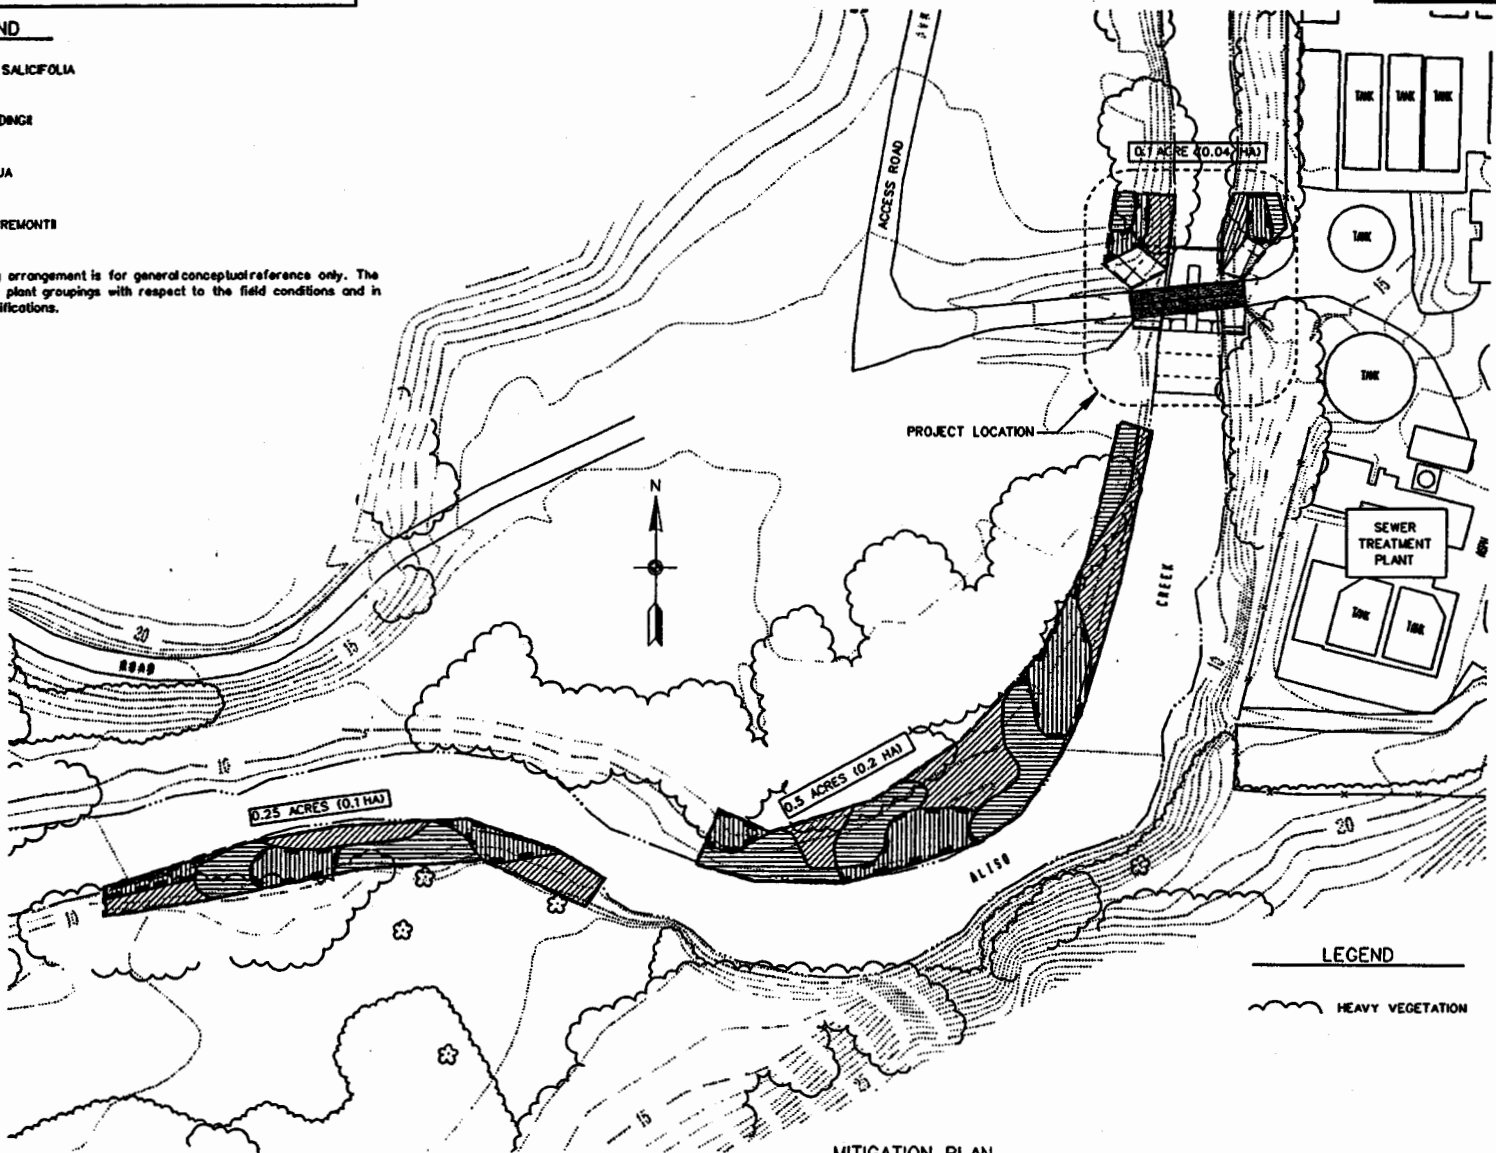 SALICIFOLIA
REMONTII
arrangement is for general conceptual reference only. The
plant groupings with respect to the field conditions and in
ifications.
ACCESS ROAD
0.1 ACRE (0.04 HA)
TANK TANK TANK
TANK
15
TANK
PROJECT LOCATION
N
SEWER
TREATMENT
PLANT
TANK TANK
CREEK
20
ROAD
15
10
10
0.5 ACRES (0.2 HA)
0.25 ACRES (0.1 HA)
20
ALISO
10
LEGEND
HEAVY VEGETATION
25
15
MITIGATION PLAN